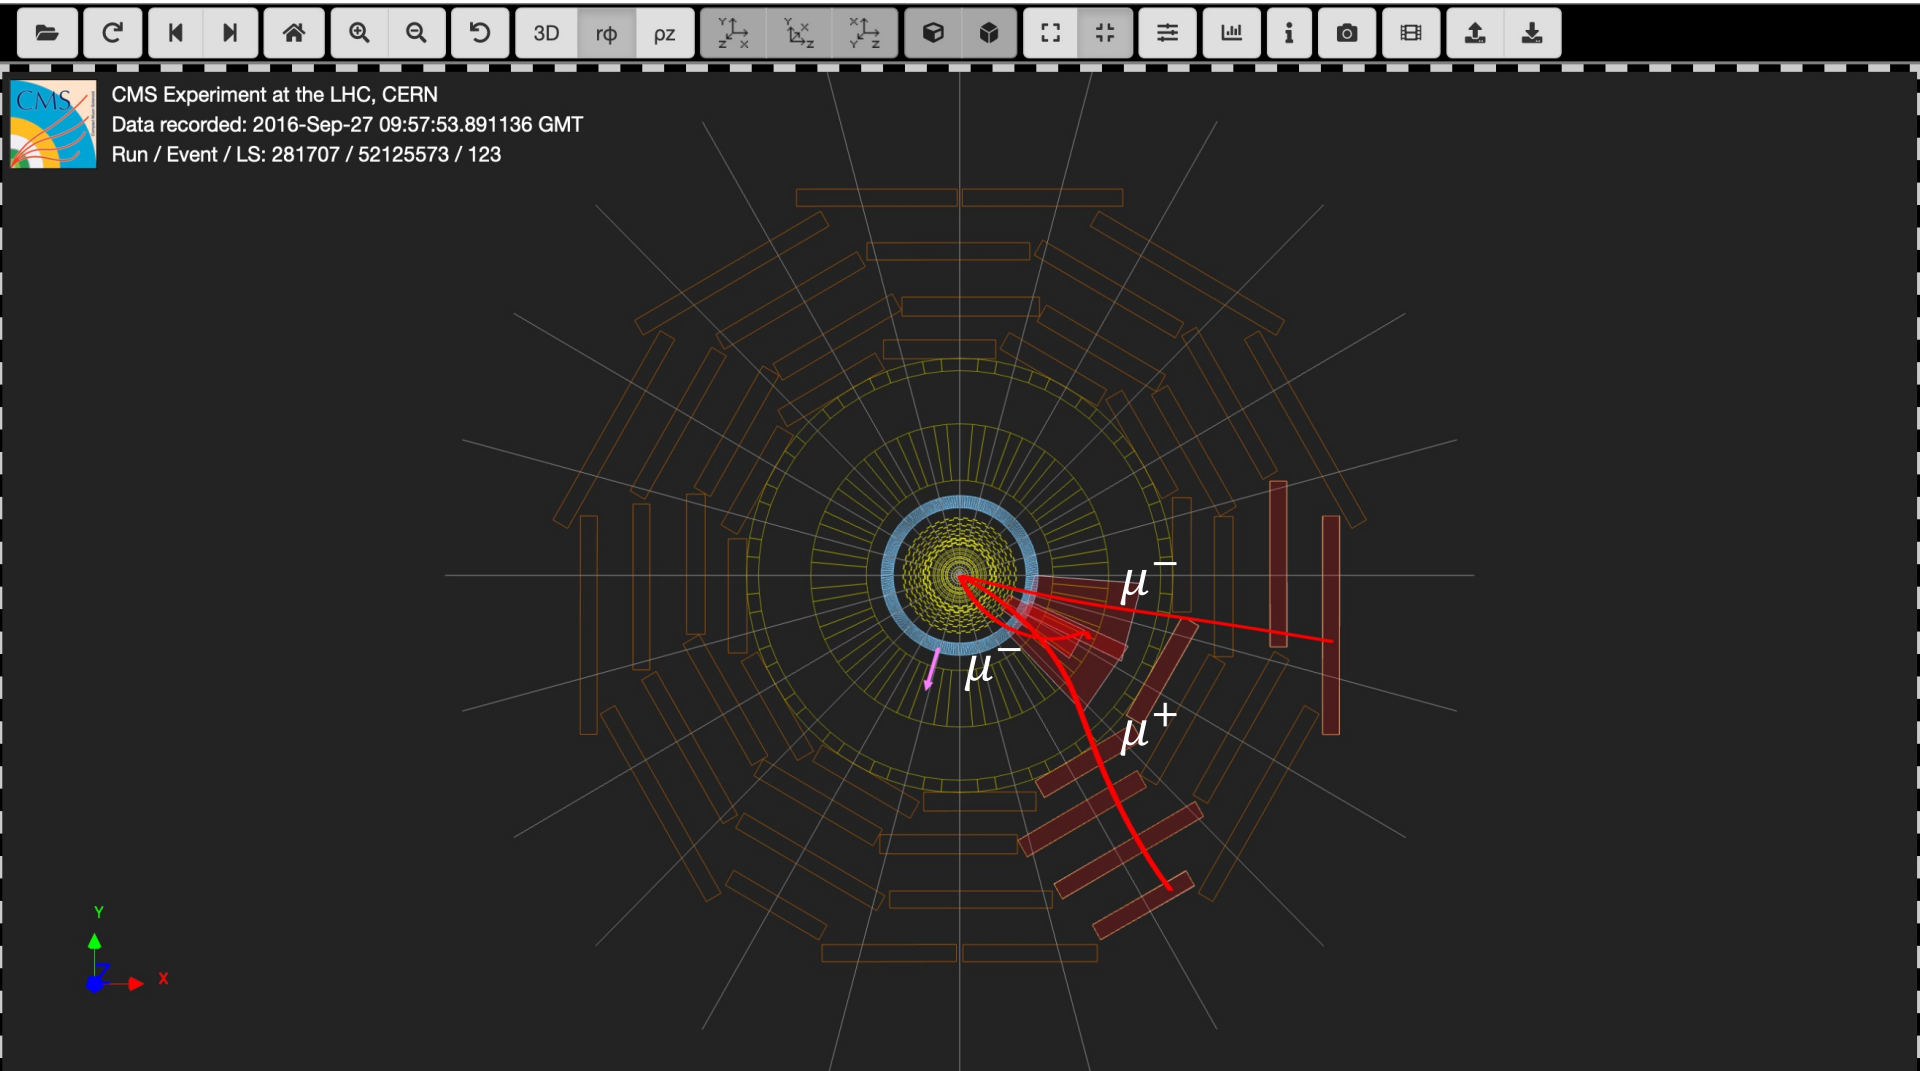 3D rφ ρz Y Z X Y X Z X Y Z
CMS
CMS Experiment at the LHC, CERN
Data recorded: 2016-Sep-27 09:57:53.891136 GMT
Run / Event / LS: 281707 / 52125573 / 123
μ−
μ−
μ+
Y
Z
X